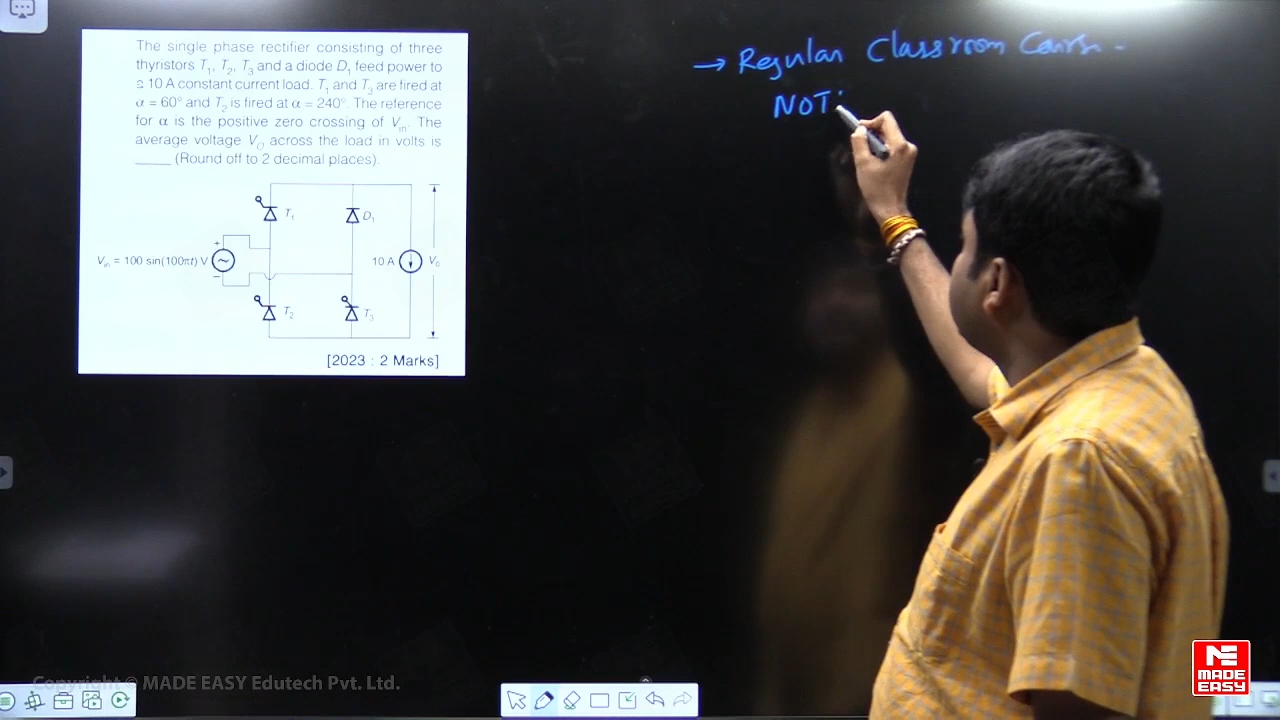 The single phase rectifier consisting of three
thyristors T1, T2, T3 and a diode D1 feed power to
a 10 A constant current load. T1 and T3 are fired at
α = 60° and T2 is fired at α = 240°. The reference
for α is the positive zero crossing of Vin. The
average voltage VO across the load in volts is
_____ (Round off to 2 decimal places).
T1
D1
+
Vin = 100 sin(100πt) V
~
10 A
V0
−
T2
T3
[2023 : 2 Marks]
→ Regular Classroom
NOT
Copyright © MADE EASY Edutech Pvt. Ltd.
ME
MADE
EASY